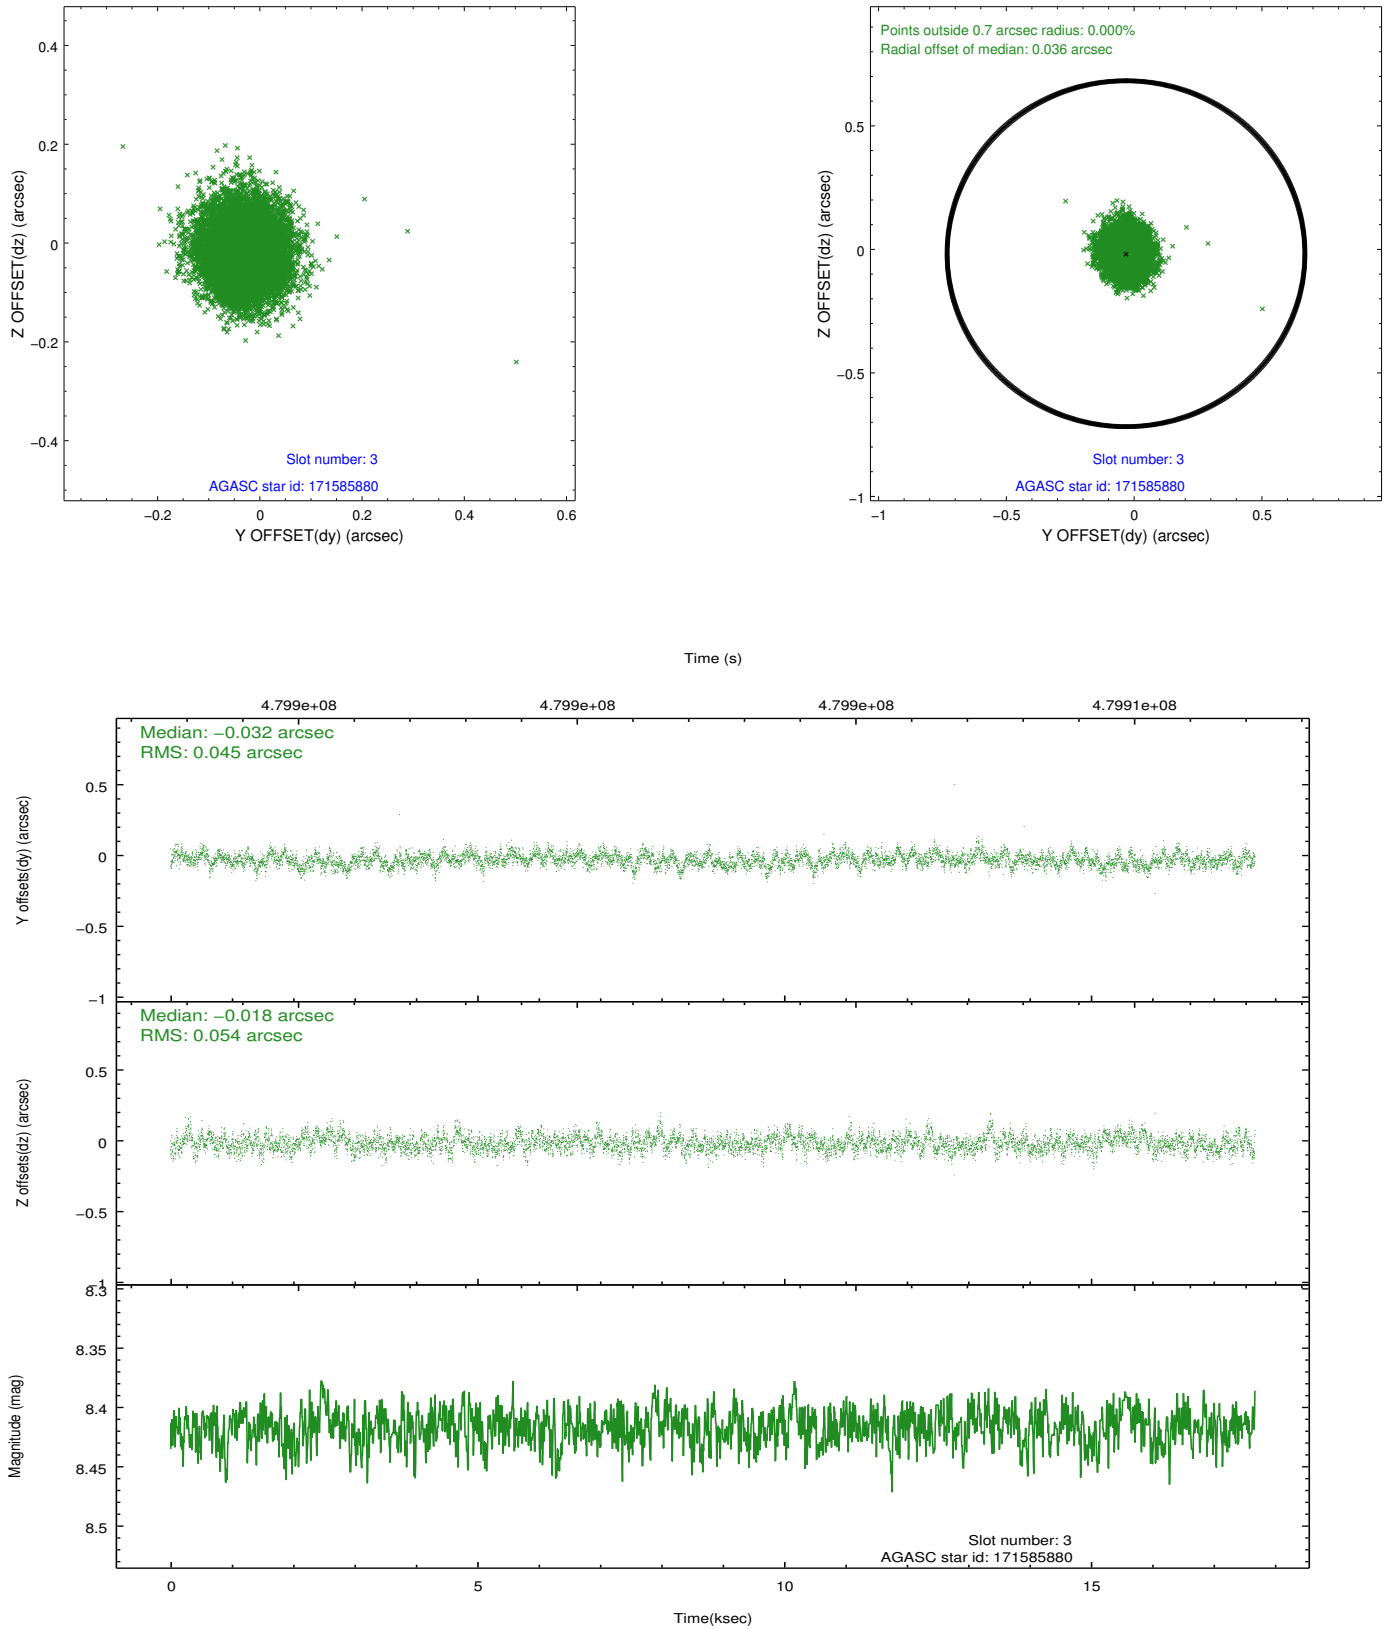 0.4
0.2
0
−0.2
−0.4
Z OFFSET(dz) (arcsec)
Slot number: 3
AGASC star id: 171585880
−0.2 0 0.2 0.4 0.6
Y OFFSET(dy) (arcsec)
Points outside 0.7 arcsec radius: 0.000%
Radial offset of median: 0.036 arcsec
0.5
0
−0.5
−1
Z OFFSET(dz) (arcsec)
Slot number: 3
AGASC star id: 171585880
−1 −0.5 0 0.5
Y OFFSET(dy) (arcsec)
Time (s)
4.799e+08 4.799e+08 4.799e+08 4.7991e+08
Median: −0.032 arcsec
RMS: 0.045 arcsec
0.5
0
−0.5
−1
Y offsets(dy) (arcsec)
Median: −0.018 arcsec
RMS: 0.054 arcsec
0.5
0
−0.5
−1
Z offsets(dz) (arcsec)
8.3
8.35
8.4
8.45
8.5
Magnitude (mag)
Slot number: 3
AGASC star id: 171585880
0 5 10 15
Time(ksec)